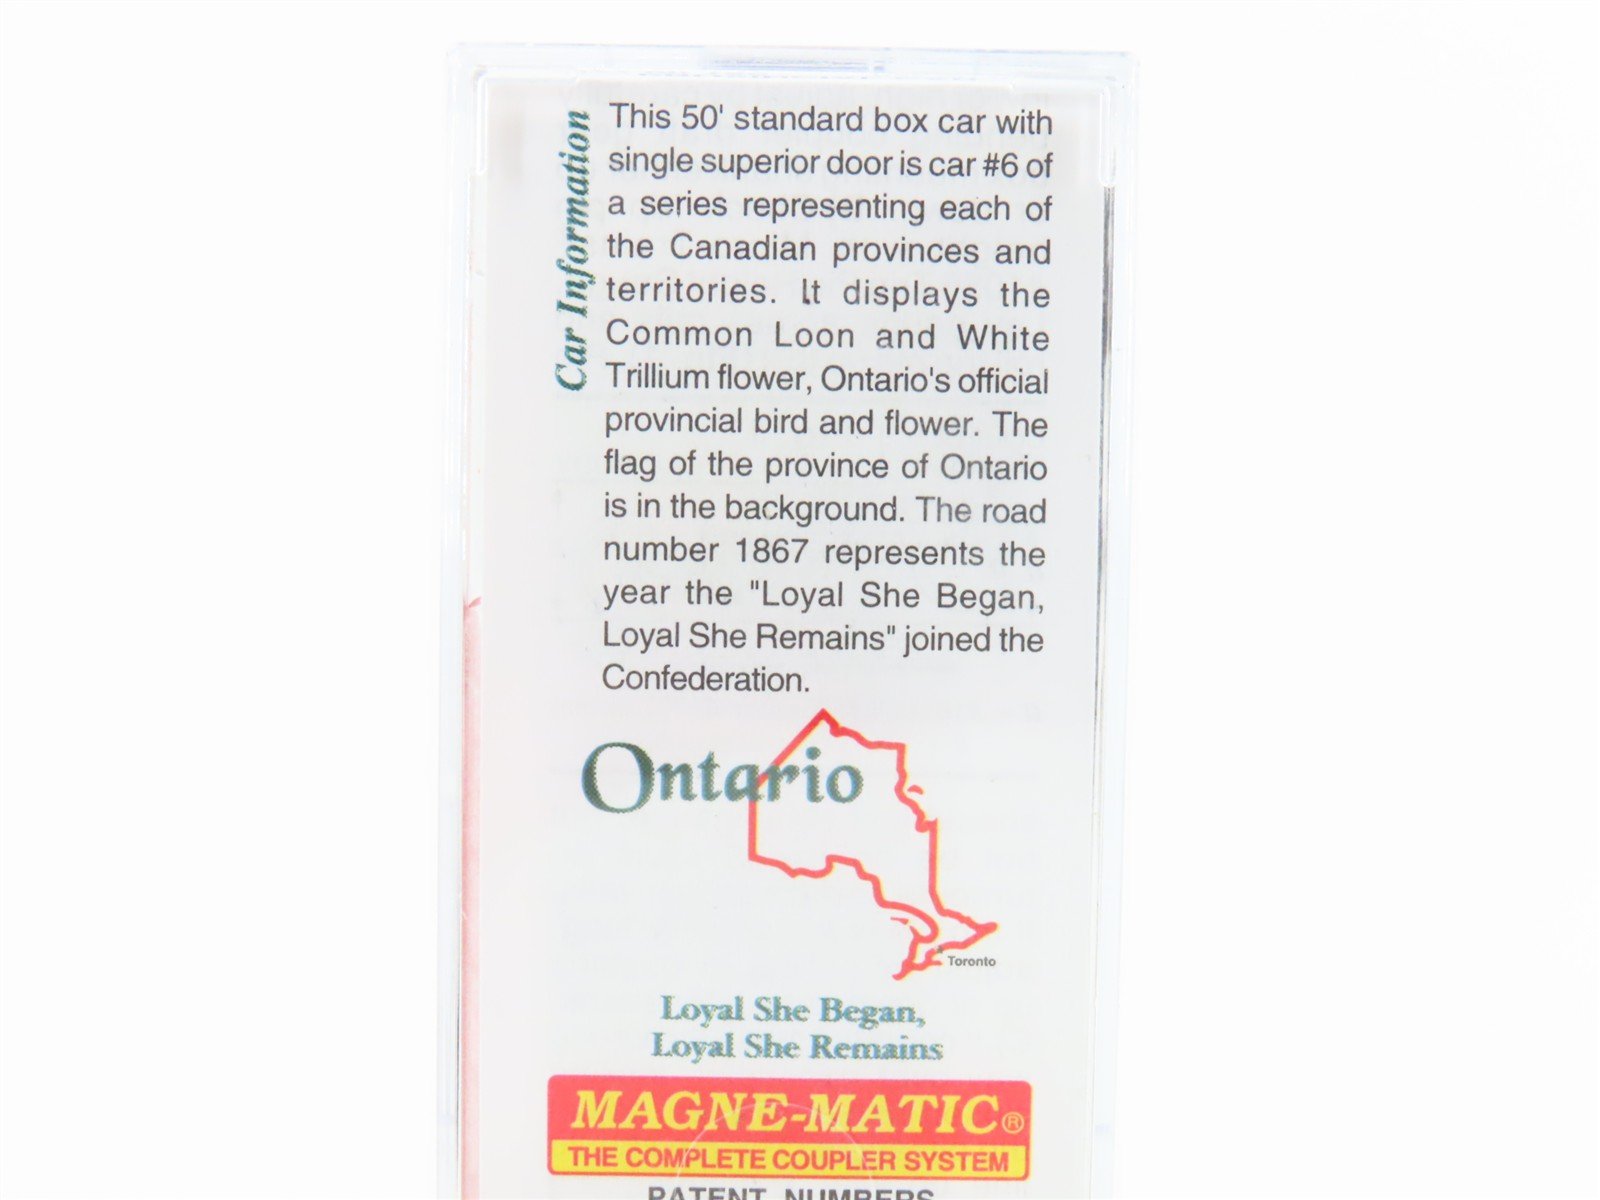 Car Information
This 50' standard box car with
single superior door is car #6 of
a series representing each of
the Canadian provinces and
territories. It displays the
Common Loon and White
Trillium flower, Ontario's official
provincial bird and flower. The
flag of the province of Ontario
is in the background. The road
number 1867 represents the
year the "Loyal She Began,
Loyal She Remains" joined the
Confederation.
Ontario
Toronto
Loyal She Began,
Loyal She Remains
MAGNE-MATIC®
THE COMPLETE COUPLER SYSTEM
PATENT NUMBERS